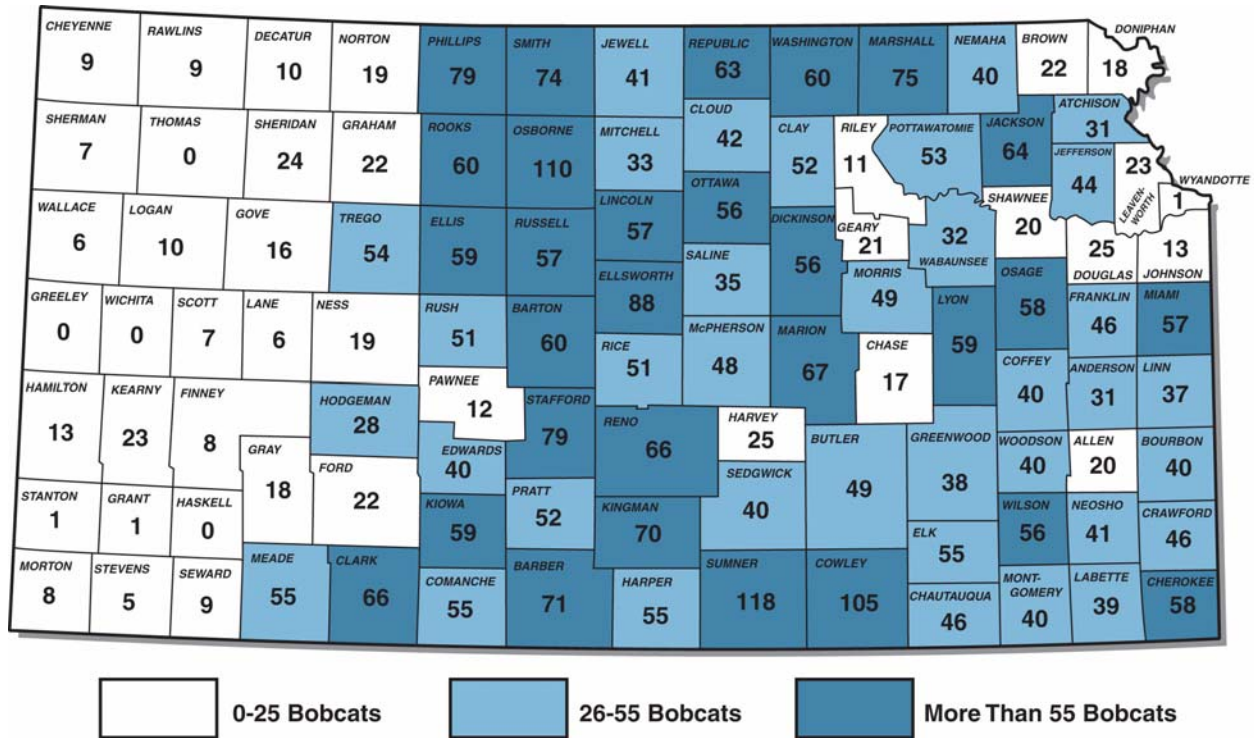 CHEYENNE
9
RAWLINS
9
DECATUR
10
NORTON
19
PHILLIPS
79
SMITH
74
JEWELL
41
REPUBLIC
63
WASHINGTON
60
MARSHALL
75
NEMAHA
40
BROWN
22
DONIPHAN
18
SHERMAN
7
THOMAS
0
SHERIDAN
24
GRAHAM
22
ROOKS
60
OSBORNE
110
MITCHELL
33
CLOUD
42
CLAY
52
RILEY
11
POTTAWATOMIE
53
JACKSON
64
ATCHISON
31
JEFFERSON
44
LEAVEN-
WORTH
23
WYANDOTTE
1
WALLACE
6
LOGAN
10
GOVE
16
TREGO
54
ELLIS
59
RUSSELL
57
LINCOLN
57
OTTAWA
56
DICKINSON
56
GEARY
21
32
WABAUNSEE
SHAWNEE
20
25
DOUGLAS
13
JOHNSON
GREELEY
0
WICHITA
0
SCOTT
7
LANE
6
NESS
19
RUSH
51
BARTON
60
ELLSWORTH
88
SALINE
35
MORRIS
49
LYON
59
OSAGE
58
FRANKLIN
46
MIAMI
57
RICE
51
McPHERSON
48
MARION
67
CHASE
17
COFFEY
40
ANDERSON
31
LINN
37
HAMILTON
13
KEARNY
23
FINNEY
8
HODGEMAN
28
PAWNEE
12
STAFFORD
79
RENO
66
HARVEY
25
BUTLER
49
GREENWOOD
38
WOODSON
40
ALLEN
20
BOURBON
40
GRAY
18
FORD
22
EDWARDS
40
KIOWA
59
PRATT
52
KINGMAN
70
SEDGWICK
40
ELK
55
WILSON
56
NEOSHO
41
CRAWFORD
46
STANTON
1
GRANT
1
HASKELL
0
MORTON
8
STEVENS
5
SEWARD
9
MEADE
55
CLARK
66
COMANCHE
55
BARBER
71
HARPER
55
SUMNER
118
COWLEY
105
CHAUTAUQUA
46
MONT-
GOMERY
40
LABETTE
39
CHEROKEE
58
0-25 Bobcats
26-55 Bobcats
More Than 55 Bobcats